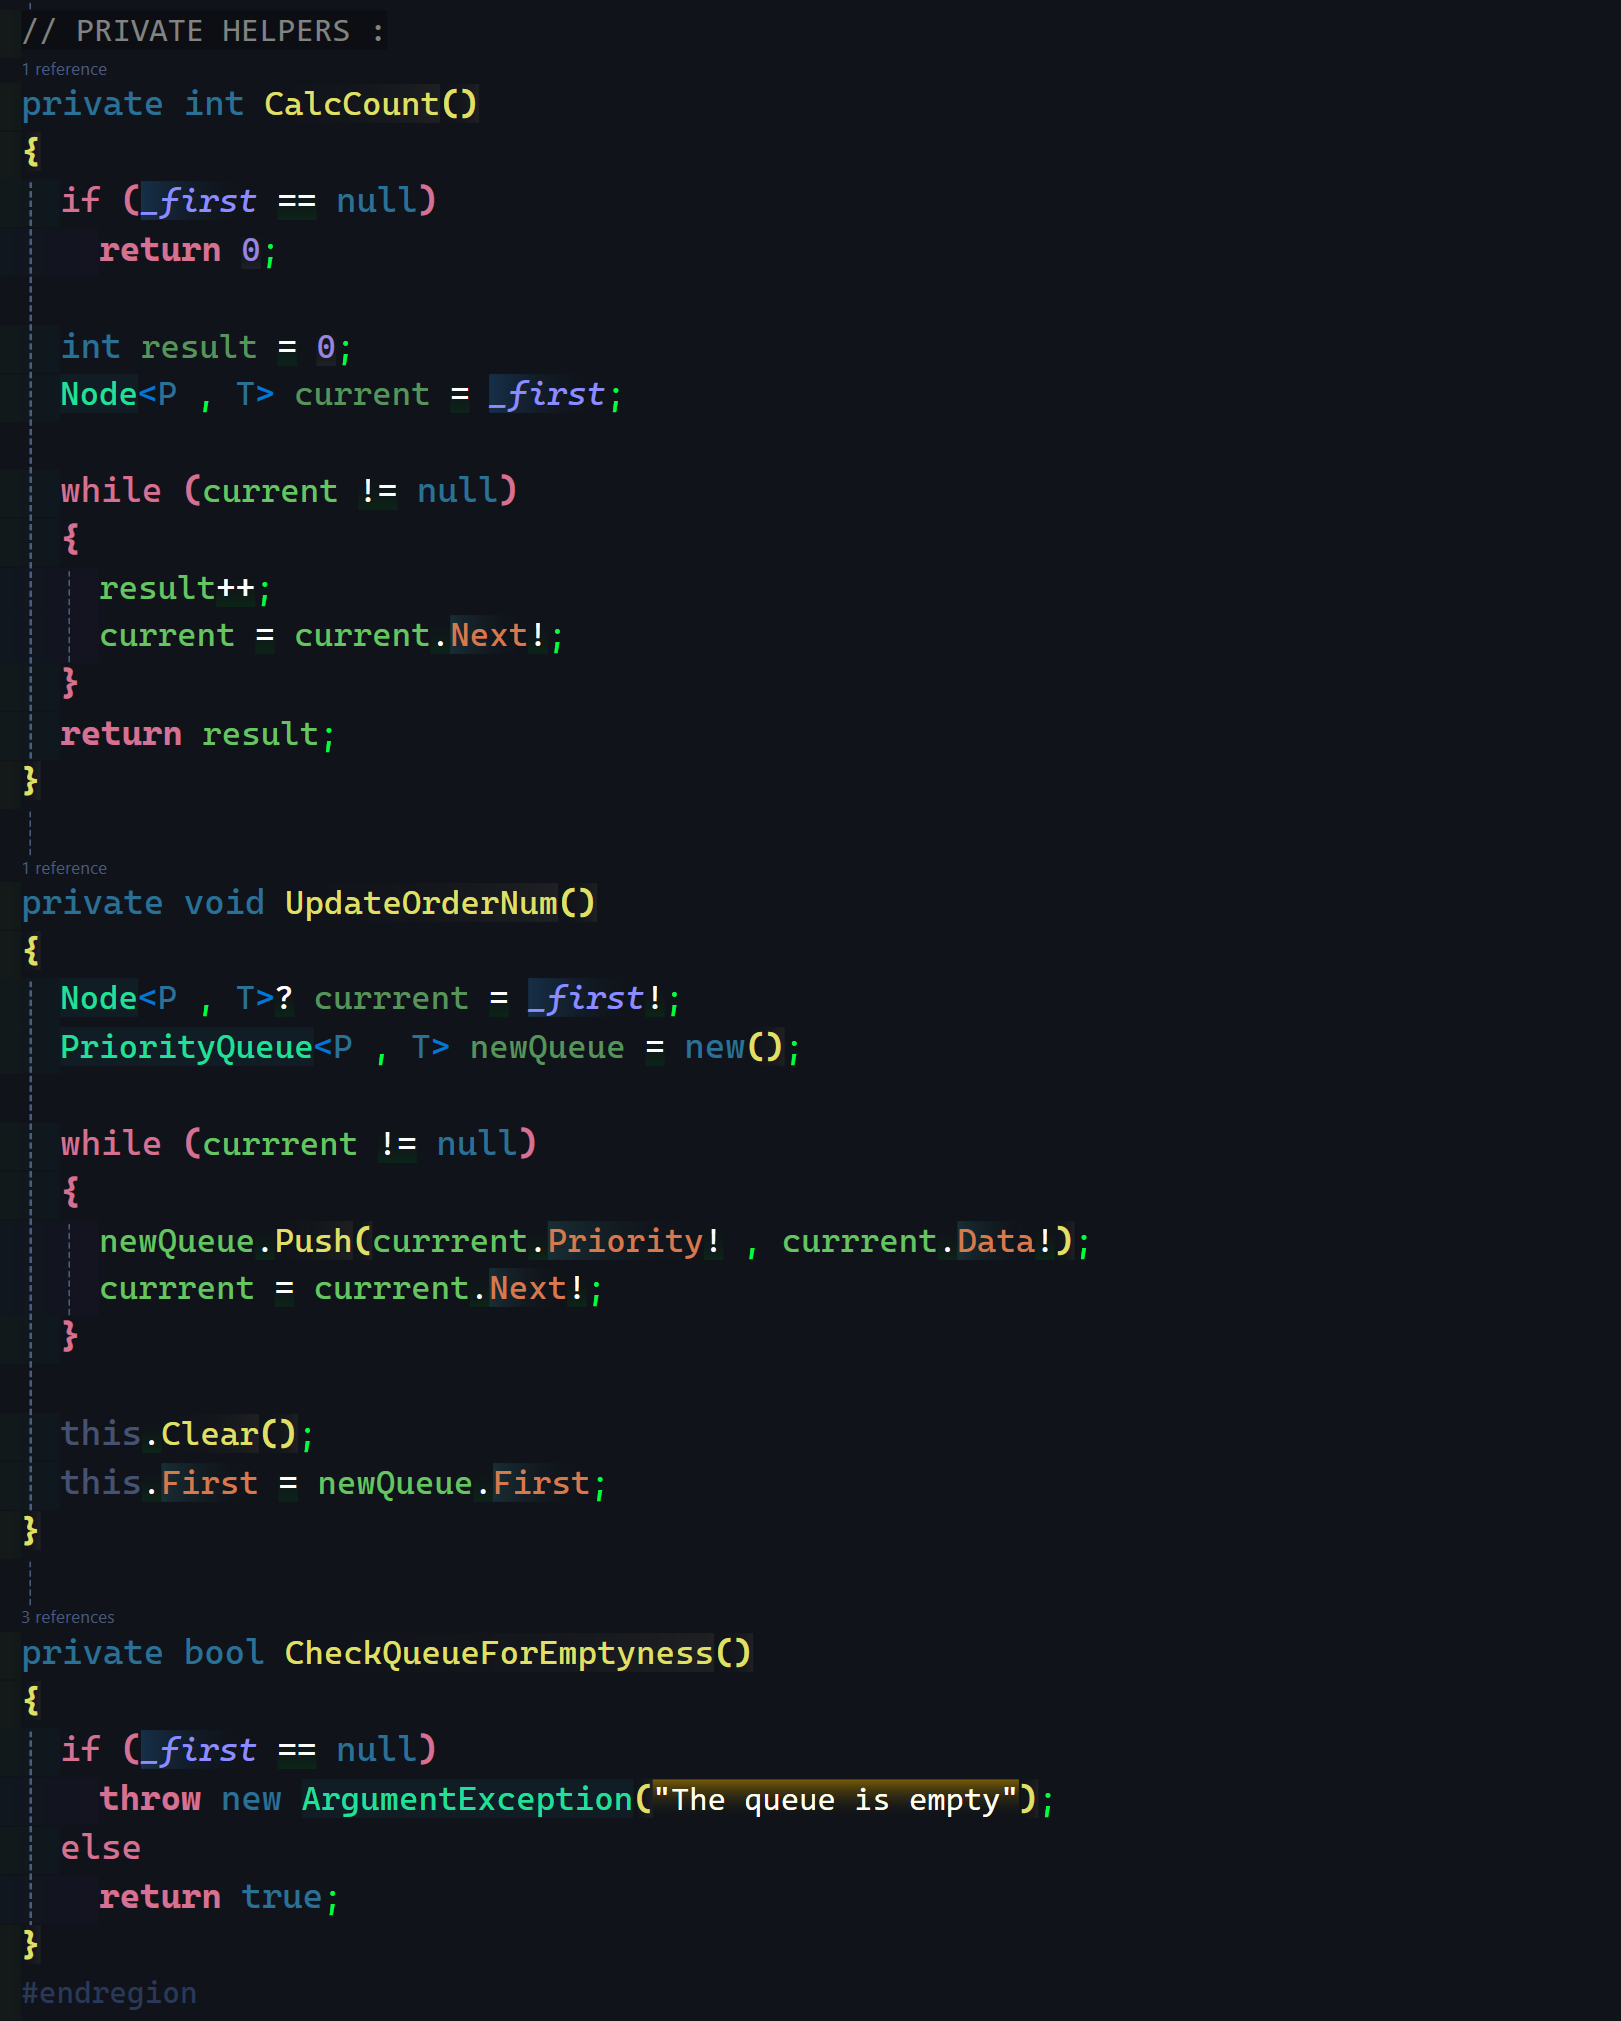 // PRIVATE HELPERS :
1 reference
private int CalcCount()
{
if (_first == null)
return 0;
int result = 0;
Node<P , T> current = _first;
while (current != null)
{
result++;
current = current.Next!;
}
return result;
}
1 reference
private void UpdateOrderNum()
{
Node<P , T>? currrent = _first!;
PriorityQueue<P , T> newQueue = new();
while (currrent != null)
{
newQueue.Push(currrent.Priority! , currrent.Data!);
currrent = currrent.Next!;
}
this.Clear();
this.First = newQueue.First;
}
3 references
private bool CheckQueueForEmptyness()
{
if (_first == null)
throw new ArgumentException("The queue is empty");
else
return true;
}
#endregion